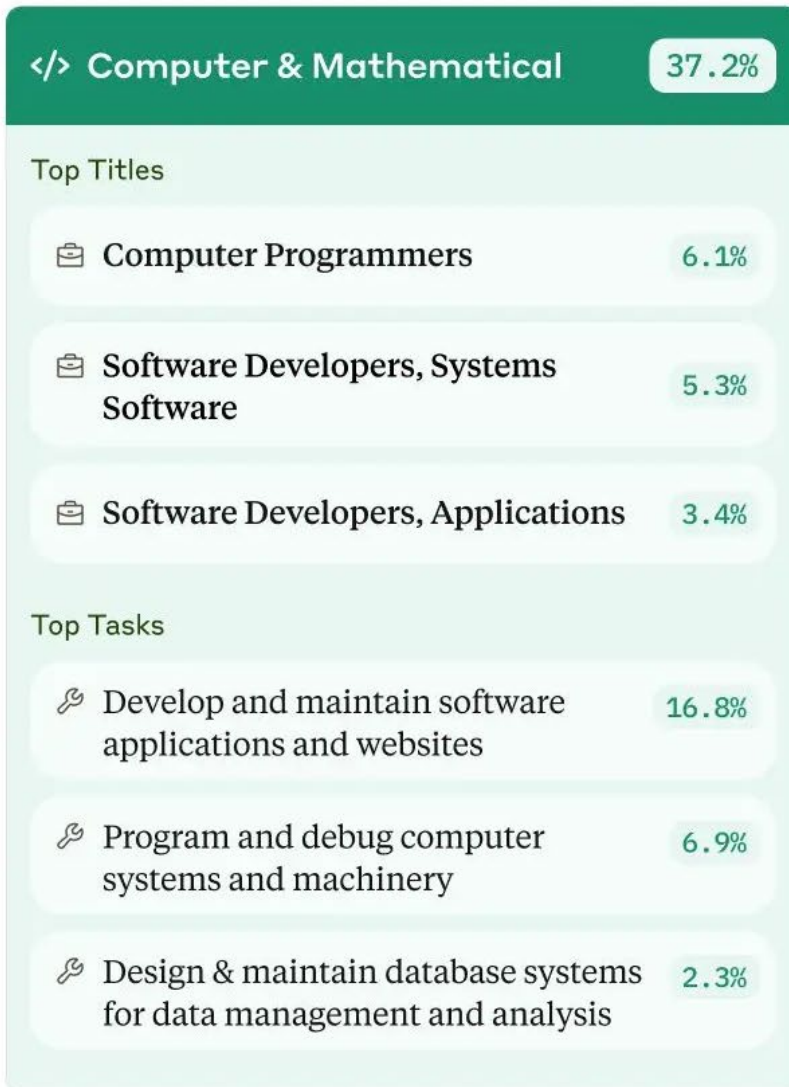 </> Computer & Mathematical 37.2%
Top Titles
Computer Programmers 6.1%
Software Developers, Systems
Software 5.3%
Software Developers, Applications 3.4%
Top Tasks
Develop and maintain software 16.8%
applications and websites
Program and debug computer 6.9%
systems and machinery
Design & maintain database systems 2.3%
for data management and analysis